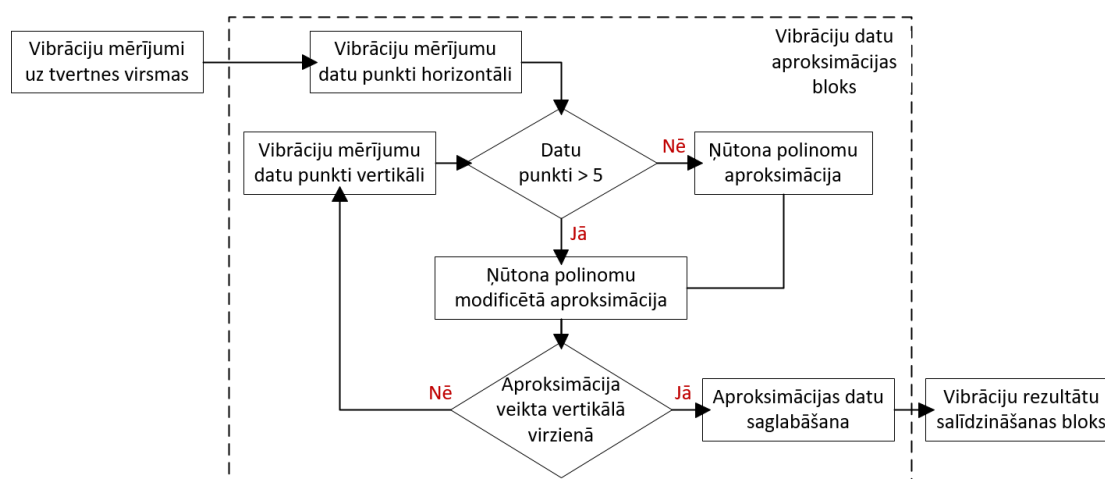 Vibrāciju mērījumi
uz tvertnes virsmas
Vibrāciju mērījumu
datu punkti horizontāli
Vibrāciju datu
aproksimācijas
bloks
Vibrāciju mērījumu
datu punkti vertikāli
Datu
punkti > 5
Nē
Ņūtona polinomu
aproksimācija
Jā
Ņūtona polinomu
modificētā aproksimācija
Nē
Aproksimācija
veikta vertikālā
virzienā
Jā
Aproksimācijas datu
saglabāšana
Vibrāciju rezultātu
salīdzināšanas bloks